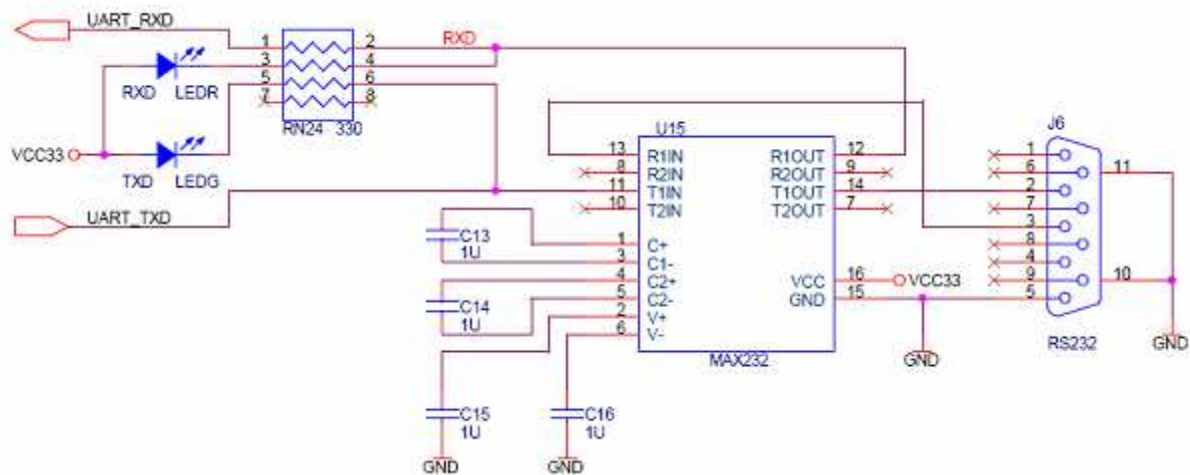 UART_RXD
1 2 RXD
3 4
5 6
7 8
RXD LEDR
RN24 330
VCC33
TXD LEDG
UART_TXD
U15
13 R1IN R1OUT 12
8 R2IN R2OUT 9
11 T1IN T1OUT 14
10 T2IN T2OUT 7
1 C+
3 C1-
4 C2+ VCC 16 VCC33
5 C2- GND 15
2 V+
6 V-
MAX232
C13
1U
C14
1U
C15
1U
GND
C16
1U
GND
GND
J6
1
6
2
7
3
8
4
9
5
11
10
RS232
GND